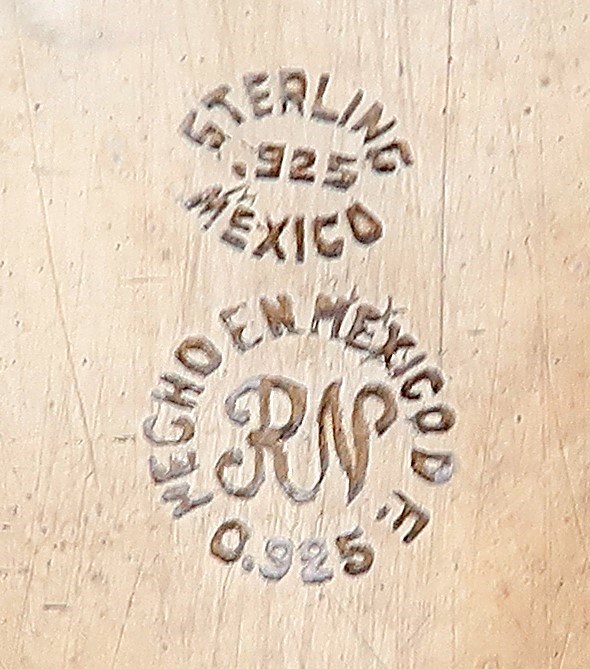 STERLING
.925
MEXICO
HECHO EN MEXICO D.F.
RN
0.925